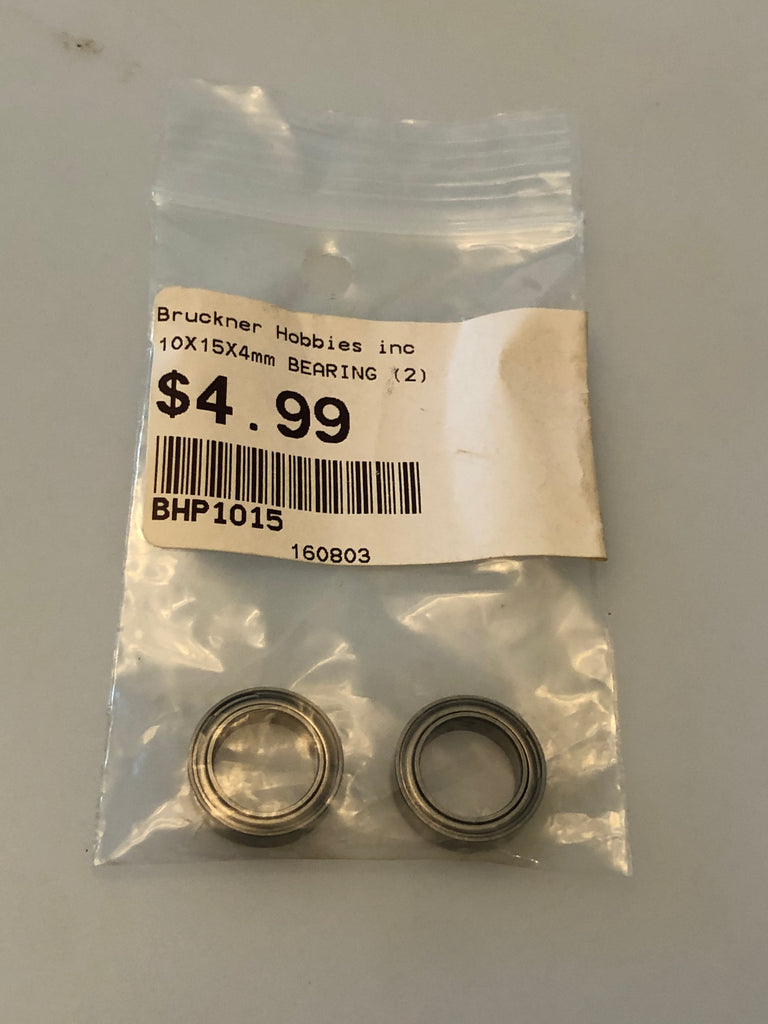 Bruckner Hobbies inc
10X15X4mm BEARING (2)
$4.99
BHP1015
160803